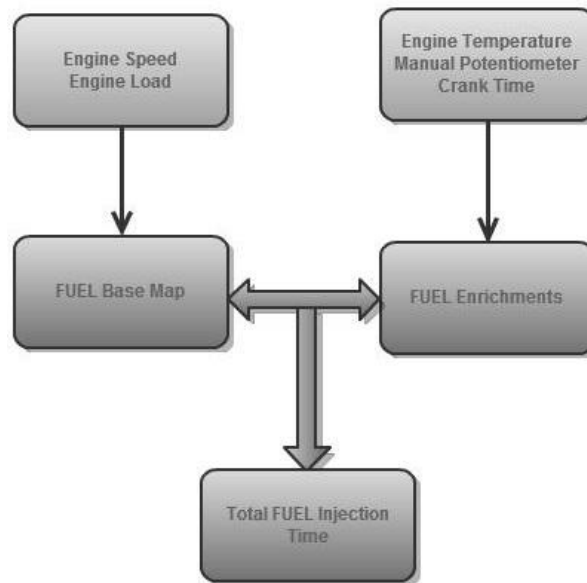 Engine Speed
Engine Load
Engine Temperature
Manual Potentiometer
Crank Time
FUEL Base Map
FUEL Enrichments
Total FUEL Injection
Time